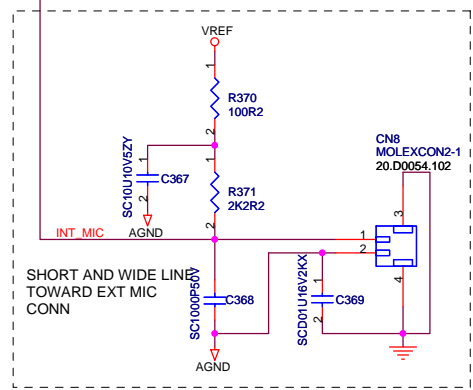 VREF
1
R370
100R2
2
CN8
MOLEXCON2-1
20.D0054.102
SC10U10V5ZY
1
C367
2
1
R371
2K2R2
2
3
INT_MIC
AGND
1
2
SHORT AND WIDE LINE
TOWARD EXT MIC
CONN
SC1000P50V
C368
SCD01U16V2KX
1
C369
2
4
AGND